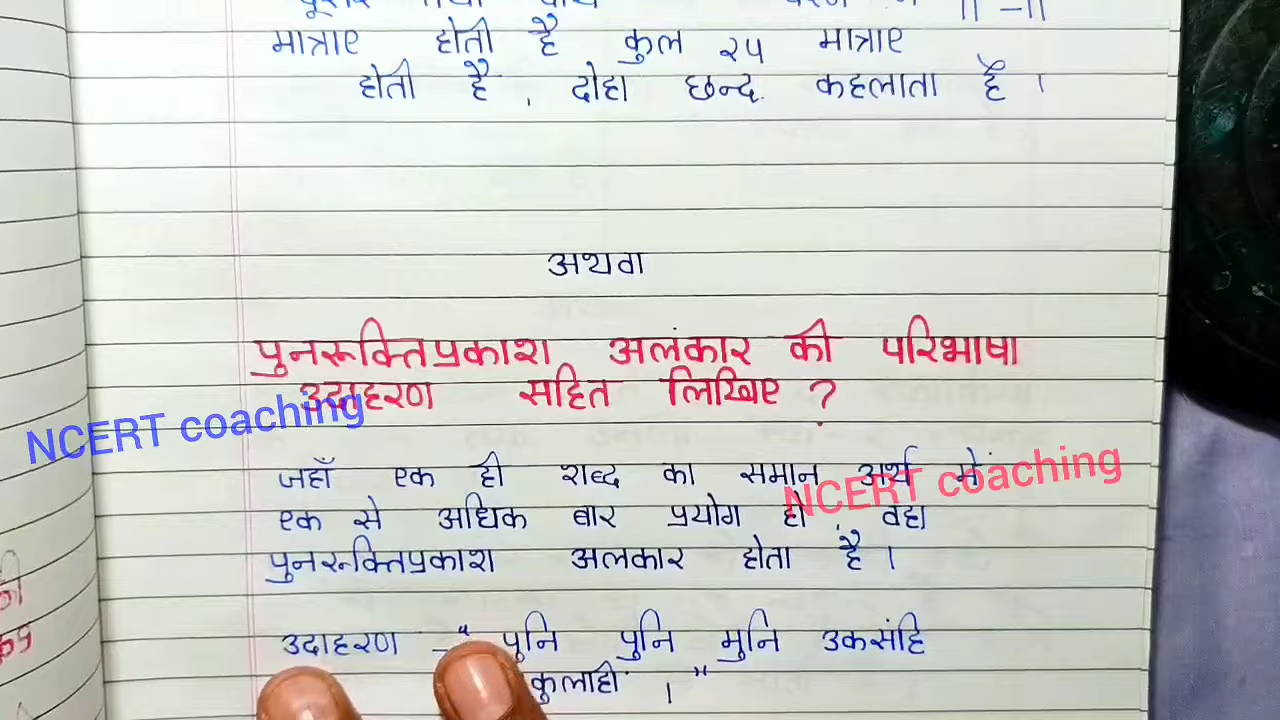 मात्राए होती है कुल २५ मात्राए
होती है , दोहा छन्द कहलाता है ।
अथवा
पुनरूक्तिप्रकाश अलंकार की परिभाषा
उदाहरण सहित लिखिए ?
NCERT coaching
जहाँ एक ही शब्द का समान अर्थ में
NCERT coaching
एक से अधिक बार प्रयोग हो , वहा
पुनरूक्तिप्रकाश अलकार होता है ।
उदाहरण – " पुनि पुनि मुनि उकसंहि
कुलाही । "